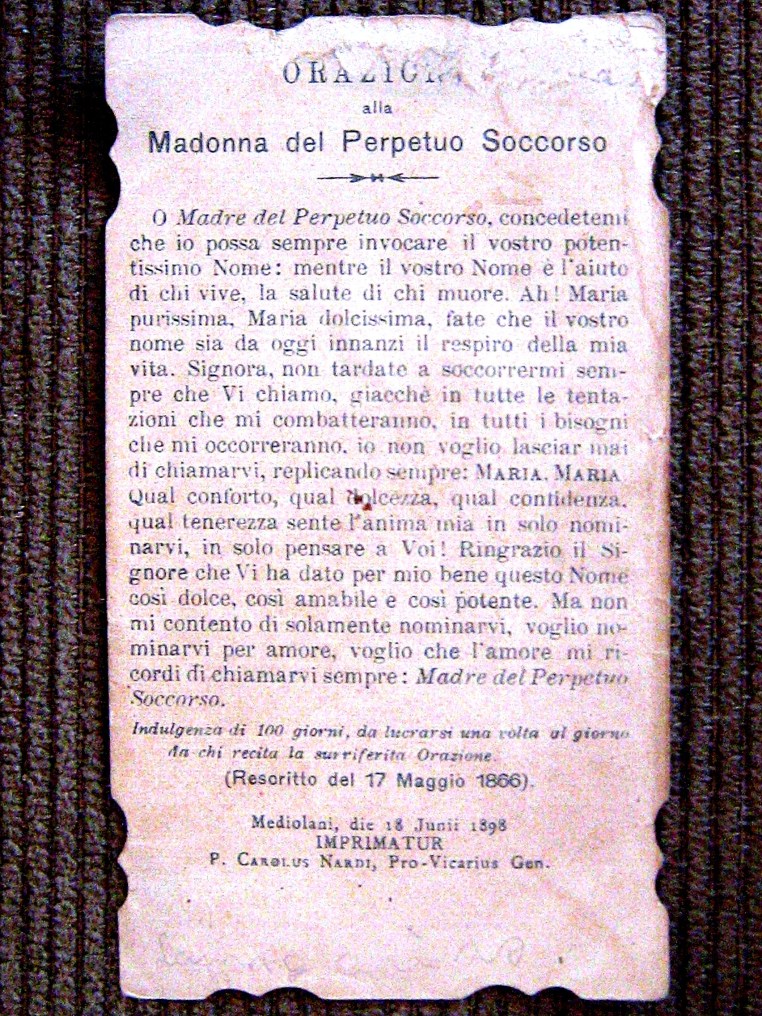 ORAZIONE
alla
Madonna del Perpetuo Soccorso
O Madre del Perpetuo Soccorso, concedetemi
che io possa sempre invocare il vostro poten-
tissimo Nome: mentre il vostro Nome è l'aiuto
di chi vive, la salute di chi muore. Ah! Maria
purissima, Maria dolcissima, fate che il vostro
nome sia da oggi innanzi il respiro della mia
vita. Signora, non tardate a soccorrermi sem-
pre che Vi chiamo, giacchè in tutte le tenta-
zioni che mi combatteranno, in tutti i bisogni
che mi occorreranno, io non voglio lasciar mai
di chiamarvi, replicando sempre: MARIA, MARIA
Qual conforto, qual dolcezza, qual confidenza,
qual tenerezza sente l'anima mia in solo nomi-
narvi, in solo pensare a Voi! Ringrazio il Si-
gnore che Vi ha dato per mio bene questo Nome
così dolce, così amabile e così potente. Ma non
mi contento di solamente nominarvi, voglio no-
minarvi per amore, voglio che l'amore mi ri-
cordi di chiamarvi sempre: Madre del Perpetuo
Soccorso.
Indulgenza di 100 giorni, da lucrarsi una volta al giorno
da chi recita la surriferita Orazione.
(Rescritto del 17 Maggio 1866).
Mediolani, die 18 Junii 1898
IMPRIMATUR
P. CAROLUS NARDI, Pro-Vicarius Gen.